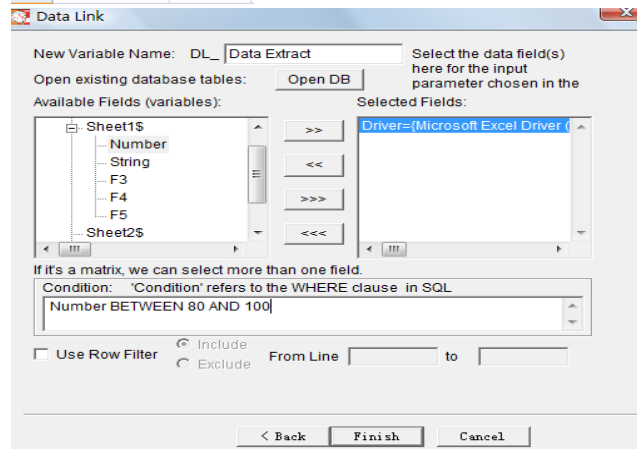 Data Link
New Variable Name: DL_ Data Extract
Select the data field(s)
here for the input
parameter chosen in the
Open existing database tables: Open DB
Available Fields (variables):
Selected Fields:
Sheet1$
Number
String
F3
F4
F5
Sheet2$
>>
<<
>>>
<<<
Driver={Microsoft Excel Driver (
If it's a matrix, we can select more than one field.
Condition: 'Condition' refers to the WHERE clause in SQL
Number BETWEEN 80 AND 100
Use Row Filter
Include
Exclude
From Line to
< Back Finish Cancel